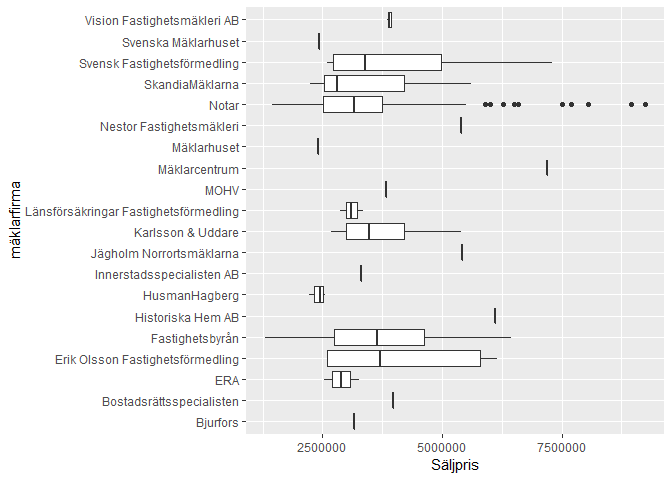 Vision Fastighetsmäkleri AB
Svenska Mäklarhuset
Svensk Fastighetsförmedling
SkandiaMäklarna
Notar
Nestor Fastighetsmäkleri
Mäklarhuset
Mäklarcentrum
MOHV
Länsförsäkringar Fastighetsförmedling
Karlsson & Uddare
Jägholm Norrortsmäklarna
Innerstadsspecialisten AB
HusmanHagberg
Historiska Hem AB
Fastighetsbyrån
Erik Olsson Fastighetsförmedling
ERA
Bostadsrättsspecialisten
Bjurfors
mäklarfirma
2500000 5000000 7500000
Säljpris